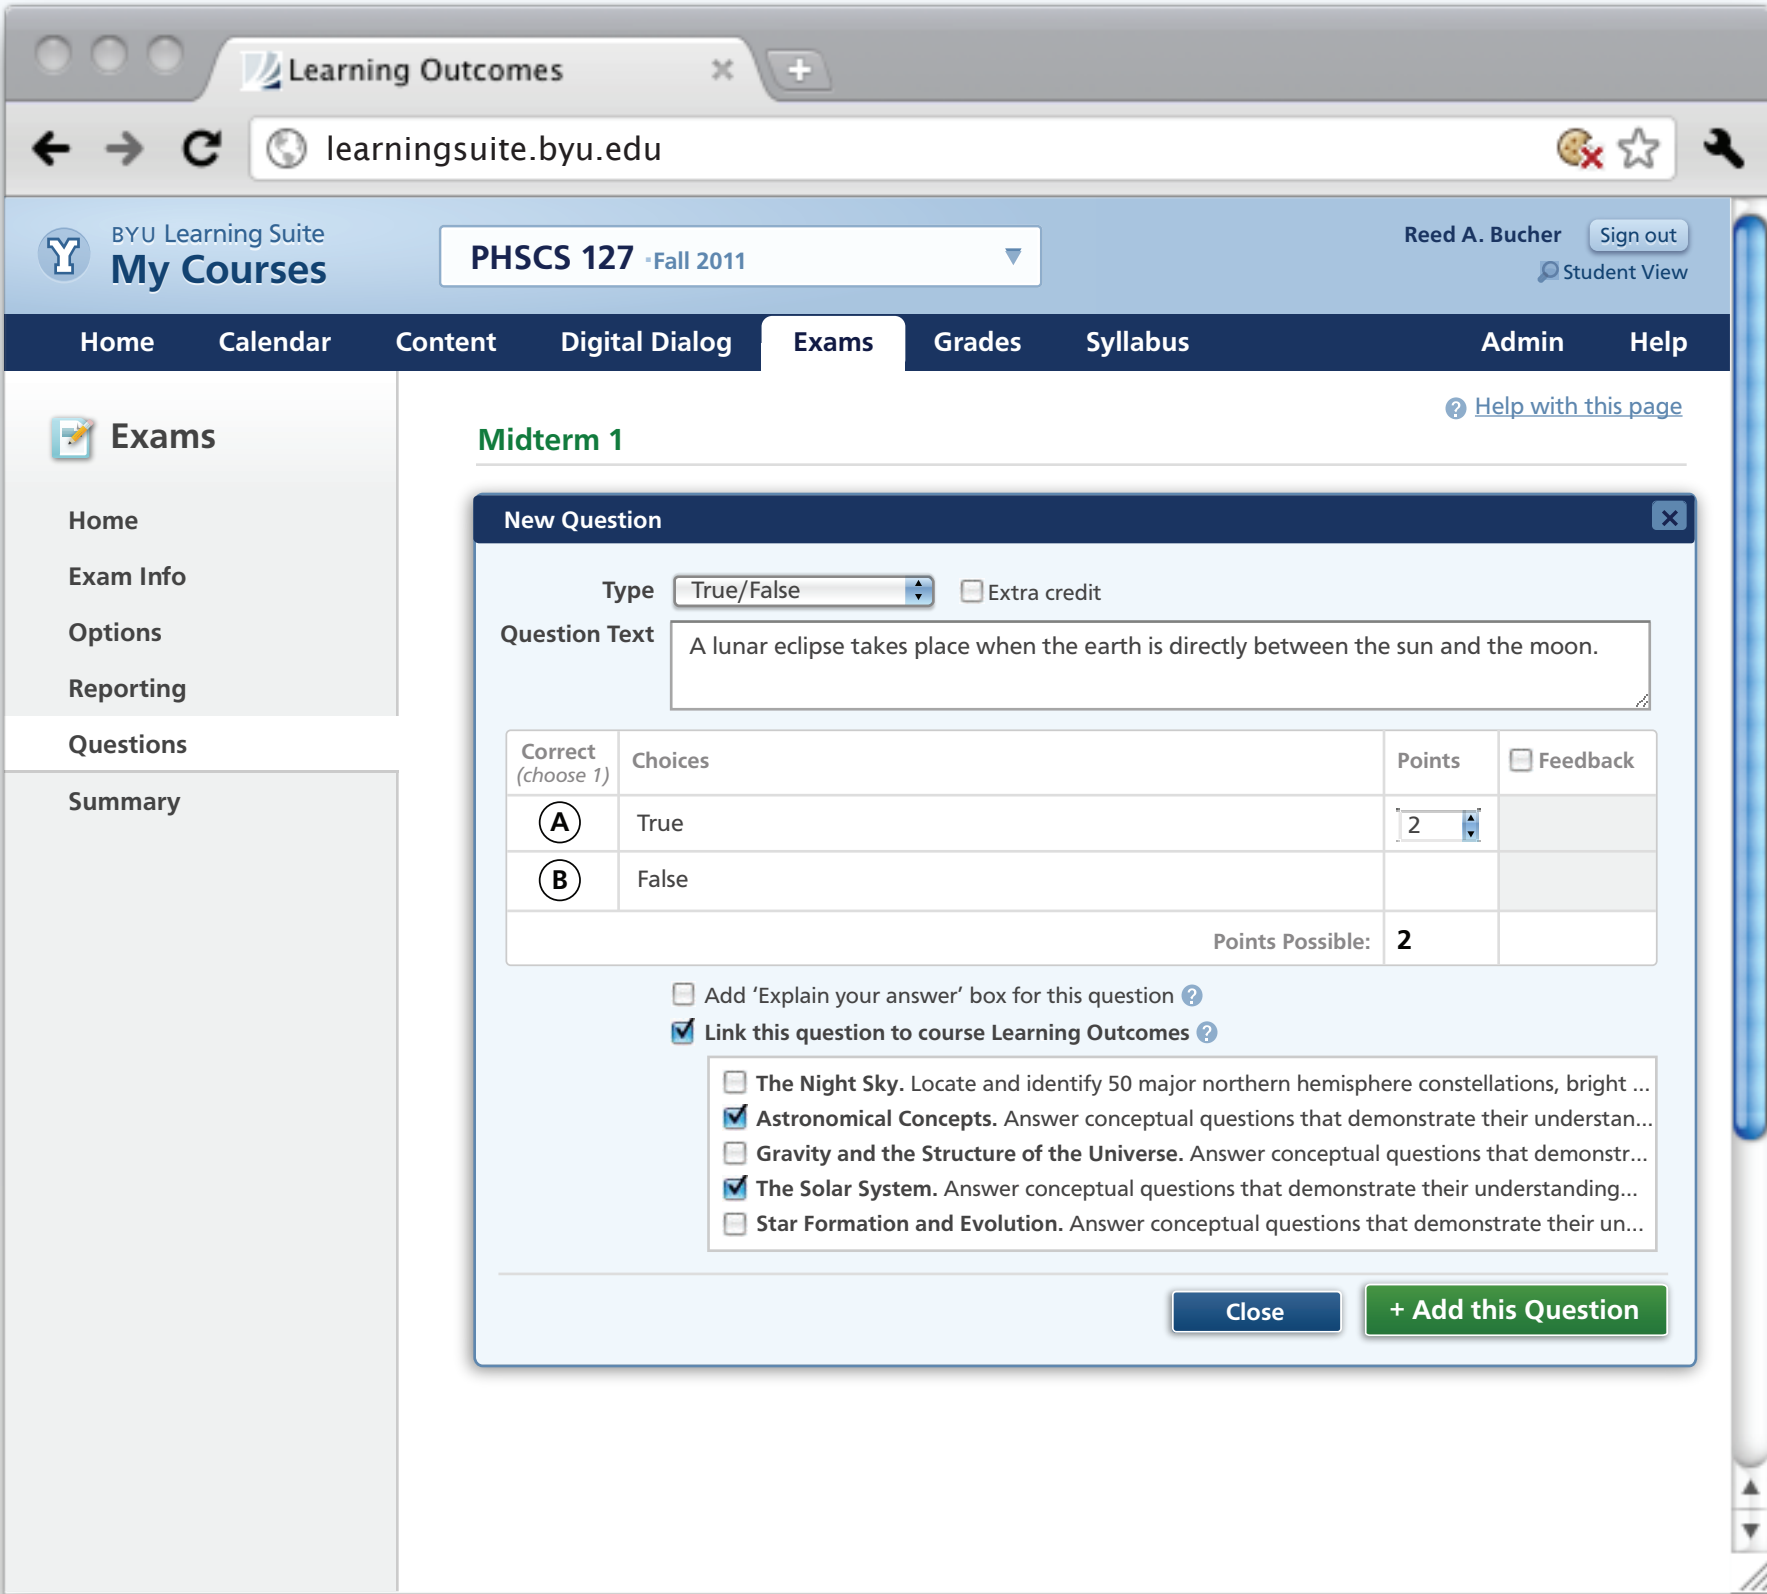 Learning Outcomes
learningsuite.byu.edu
BYU Learning Suite
My Courses
PHSCS 127 · Fall 2011
Reed A. Bucher
Sign out
Student View
Home
Calendar
Content
Digital Dialog
Exams
Grades
Syllabus
Admin
Help
Exams
Home
Exam Info
Options
Reporting
Questions
Summary
? Help with this page
Midterm 1
New Question
Type
True/False
Extra credit
Question Text
A lunar eclipse takes place when the earth is directly between the sun and the moon.
Correct
(choose 1)
Choices
Points
Feedback
A
True
2
B
False
Points Possible:
2
Add ‘Explain your answer’ box for this question ?
Link this question to course Learning Outcomes ?
The Night Sky. Locate and identify 50 major northern hemisphere constellations, bright ...
Astronomical Concepts. Answer conceptual questions that demonstrate their understan...
Gravity and the Structure of the Universe. Answer conceptual questions that demonstr...
The Solar System. Answer conceptual questions that demonstrate their understanding...
Star Formation and Evolution. Answer conceptual questions that demonstrate their un...
Close
+ Add this Question